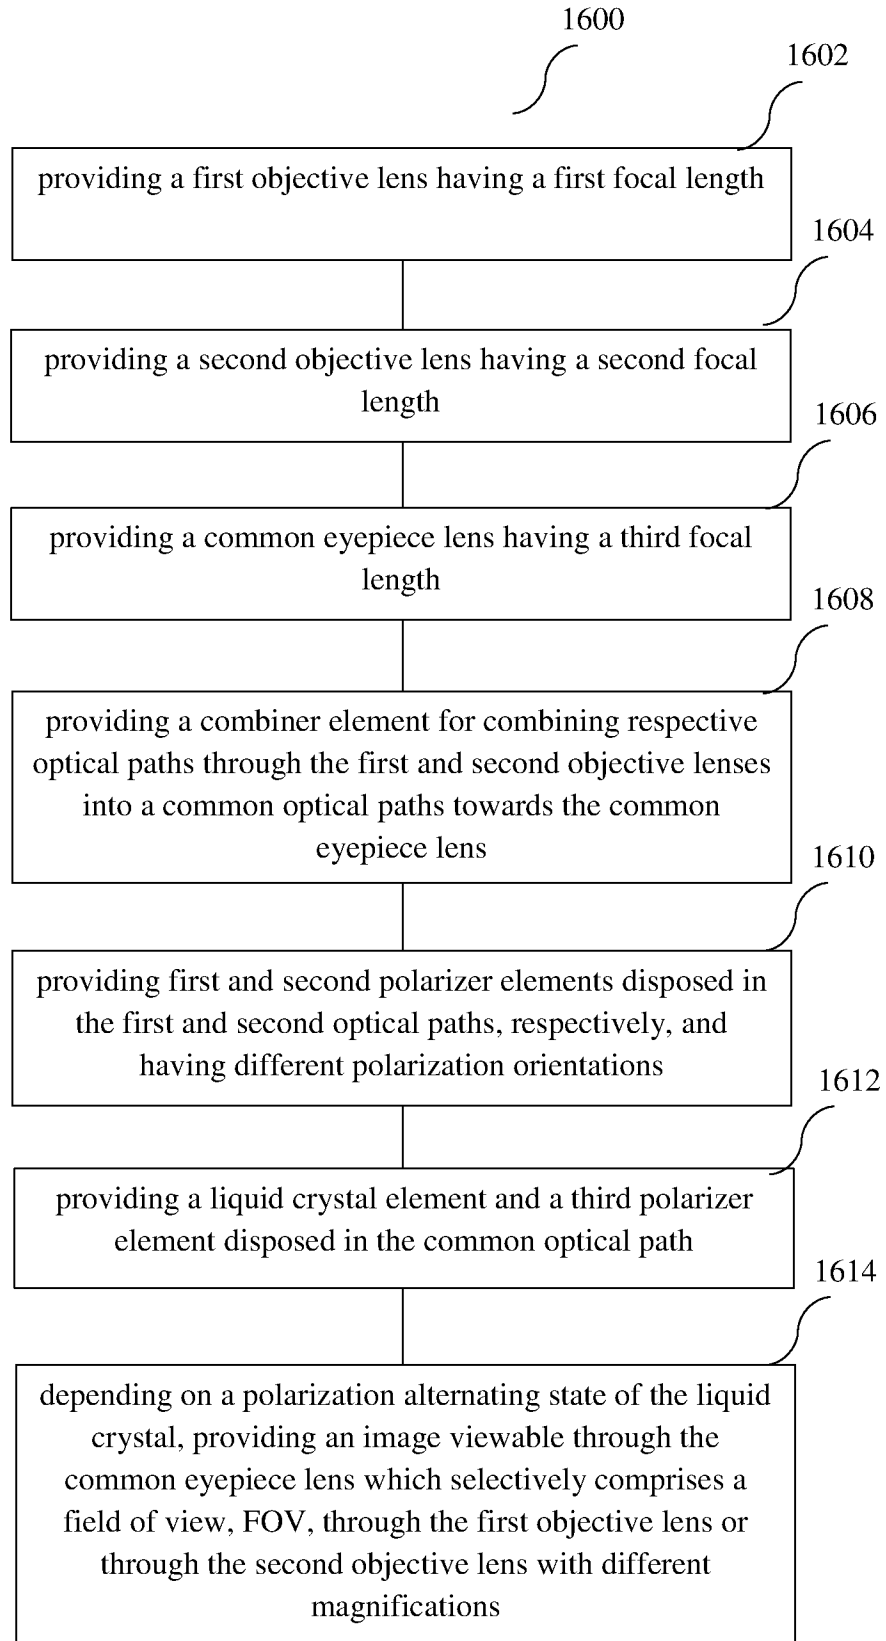 1600
1602
providing a first objective lens having a first focal length
1604
providing a second objective lens having a second focal
length
1606
providing a common eyepiece lens having a third focal
length
1608
providing a combiner element for combining respective
optical paths through the first and second objective lenses
into a common optical paths towards the common
eyepiece lens
1610
providing first and second polarizer elements disposed in
the first and second optical paths, respectively, and
having different polarization orientations
1612
providing a liquid crystal element and a third polarizer
element disposed in the common optical path
1614
depending on a polarization alternating state of the liquid
crystal, providing an image viewable through the
common eyepiece lens which selectively comprises a
field of view, FOV, through the first objective lens or
through the second objective lens with different
magnifications